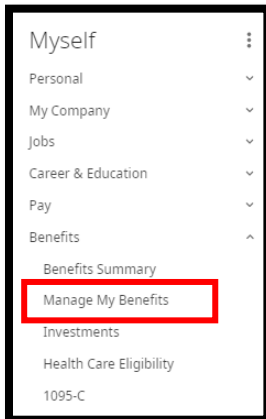 Myself
Personal
My Company
Jobs
Career & Education
Pay
Benefits
Benefits Summary
Manage My Benefits
Investments
Health Care Eligibility
1095-C